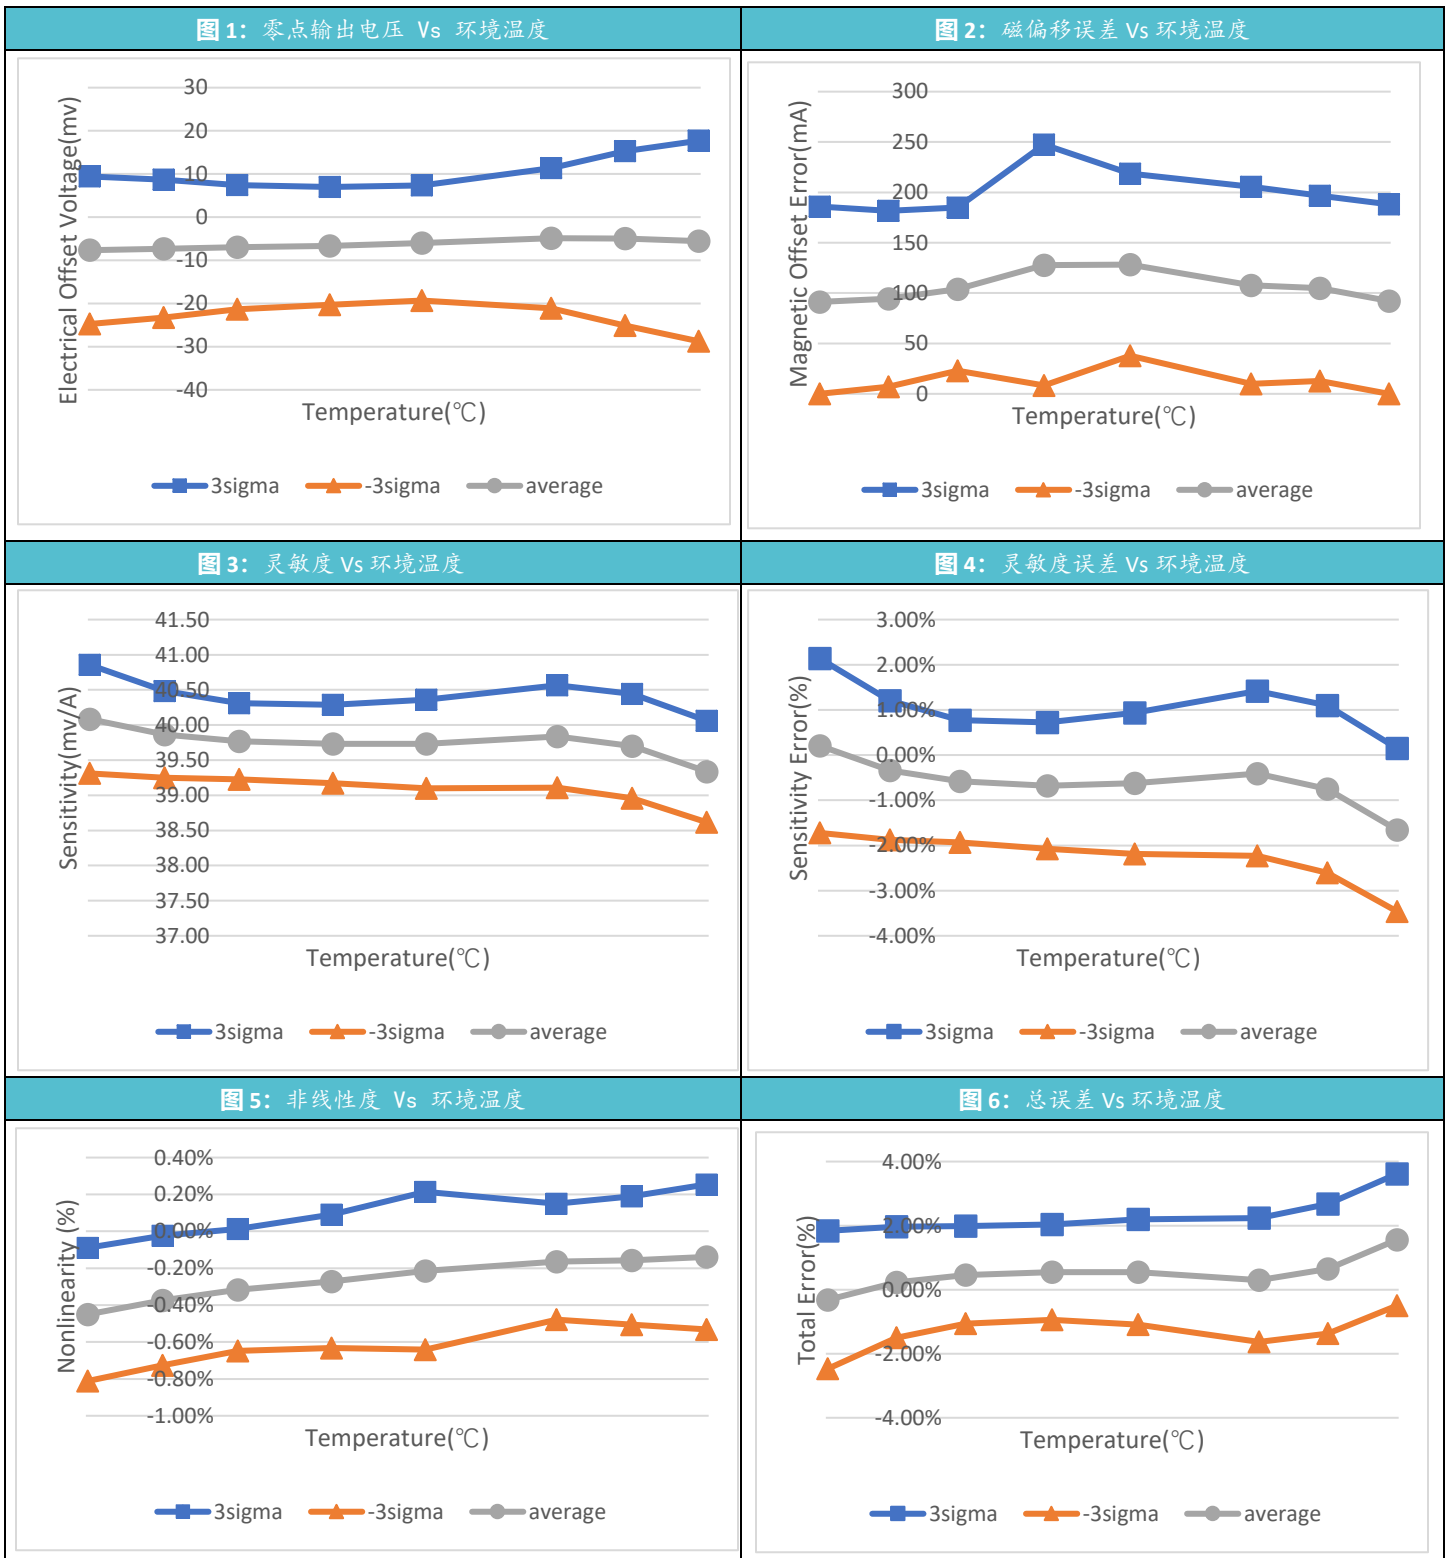 图 1：零点输出电压 Vs 环境温度
30
20
10
0
-10
-20
-30
-40
Electrical Offset Voltage(mv)
Temperature(℃)
3sigma -3sigma average
图 2：磁偏移误差 Vs 环境温度
300
250
200
150
100
50
0
Magnetic Offset Error(mA)
Temperature(℃)
3sigma -3sigma average
图 3：灵敏度 Vs 环境温度
41.50
41.00
40.50
40.00
39.50
39.00
38.50
38.00
37.50
37.00
Sensitivity(mv/A)
Temperature(℃)
3sigma -3sigma average
图 4：灵敏度误差 Vs 环境温度
3.00%
2.00%
1.00%
0.00%
-1.00%
-2.00%
-3.00%
-4.00%
Sensitivity Error(%)
Temperature(℃)
3sigma -3sigma average
图 5：非线性度 Vs 环境温度
0.40%
0.20%
0.00%
-0.20%
-0.40%
-0.60%
-0.80%
-1.00%
Nonlinearity (%)
Temperature(℃)
3sigma -3sigma average
图 6：总误差 Vs 环境温度
4.00%
2.00%
0.00%
-2.00%
-4.00%
Total Error(%)
Temperature(℃)
3sigma -3sigma average